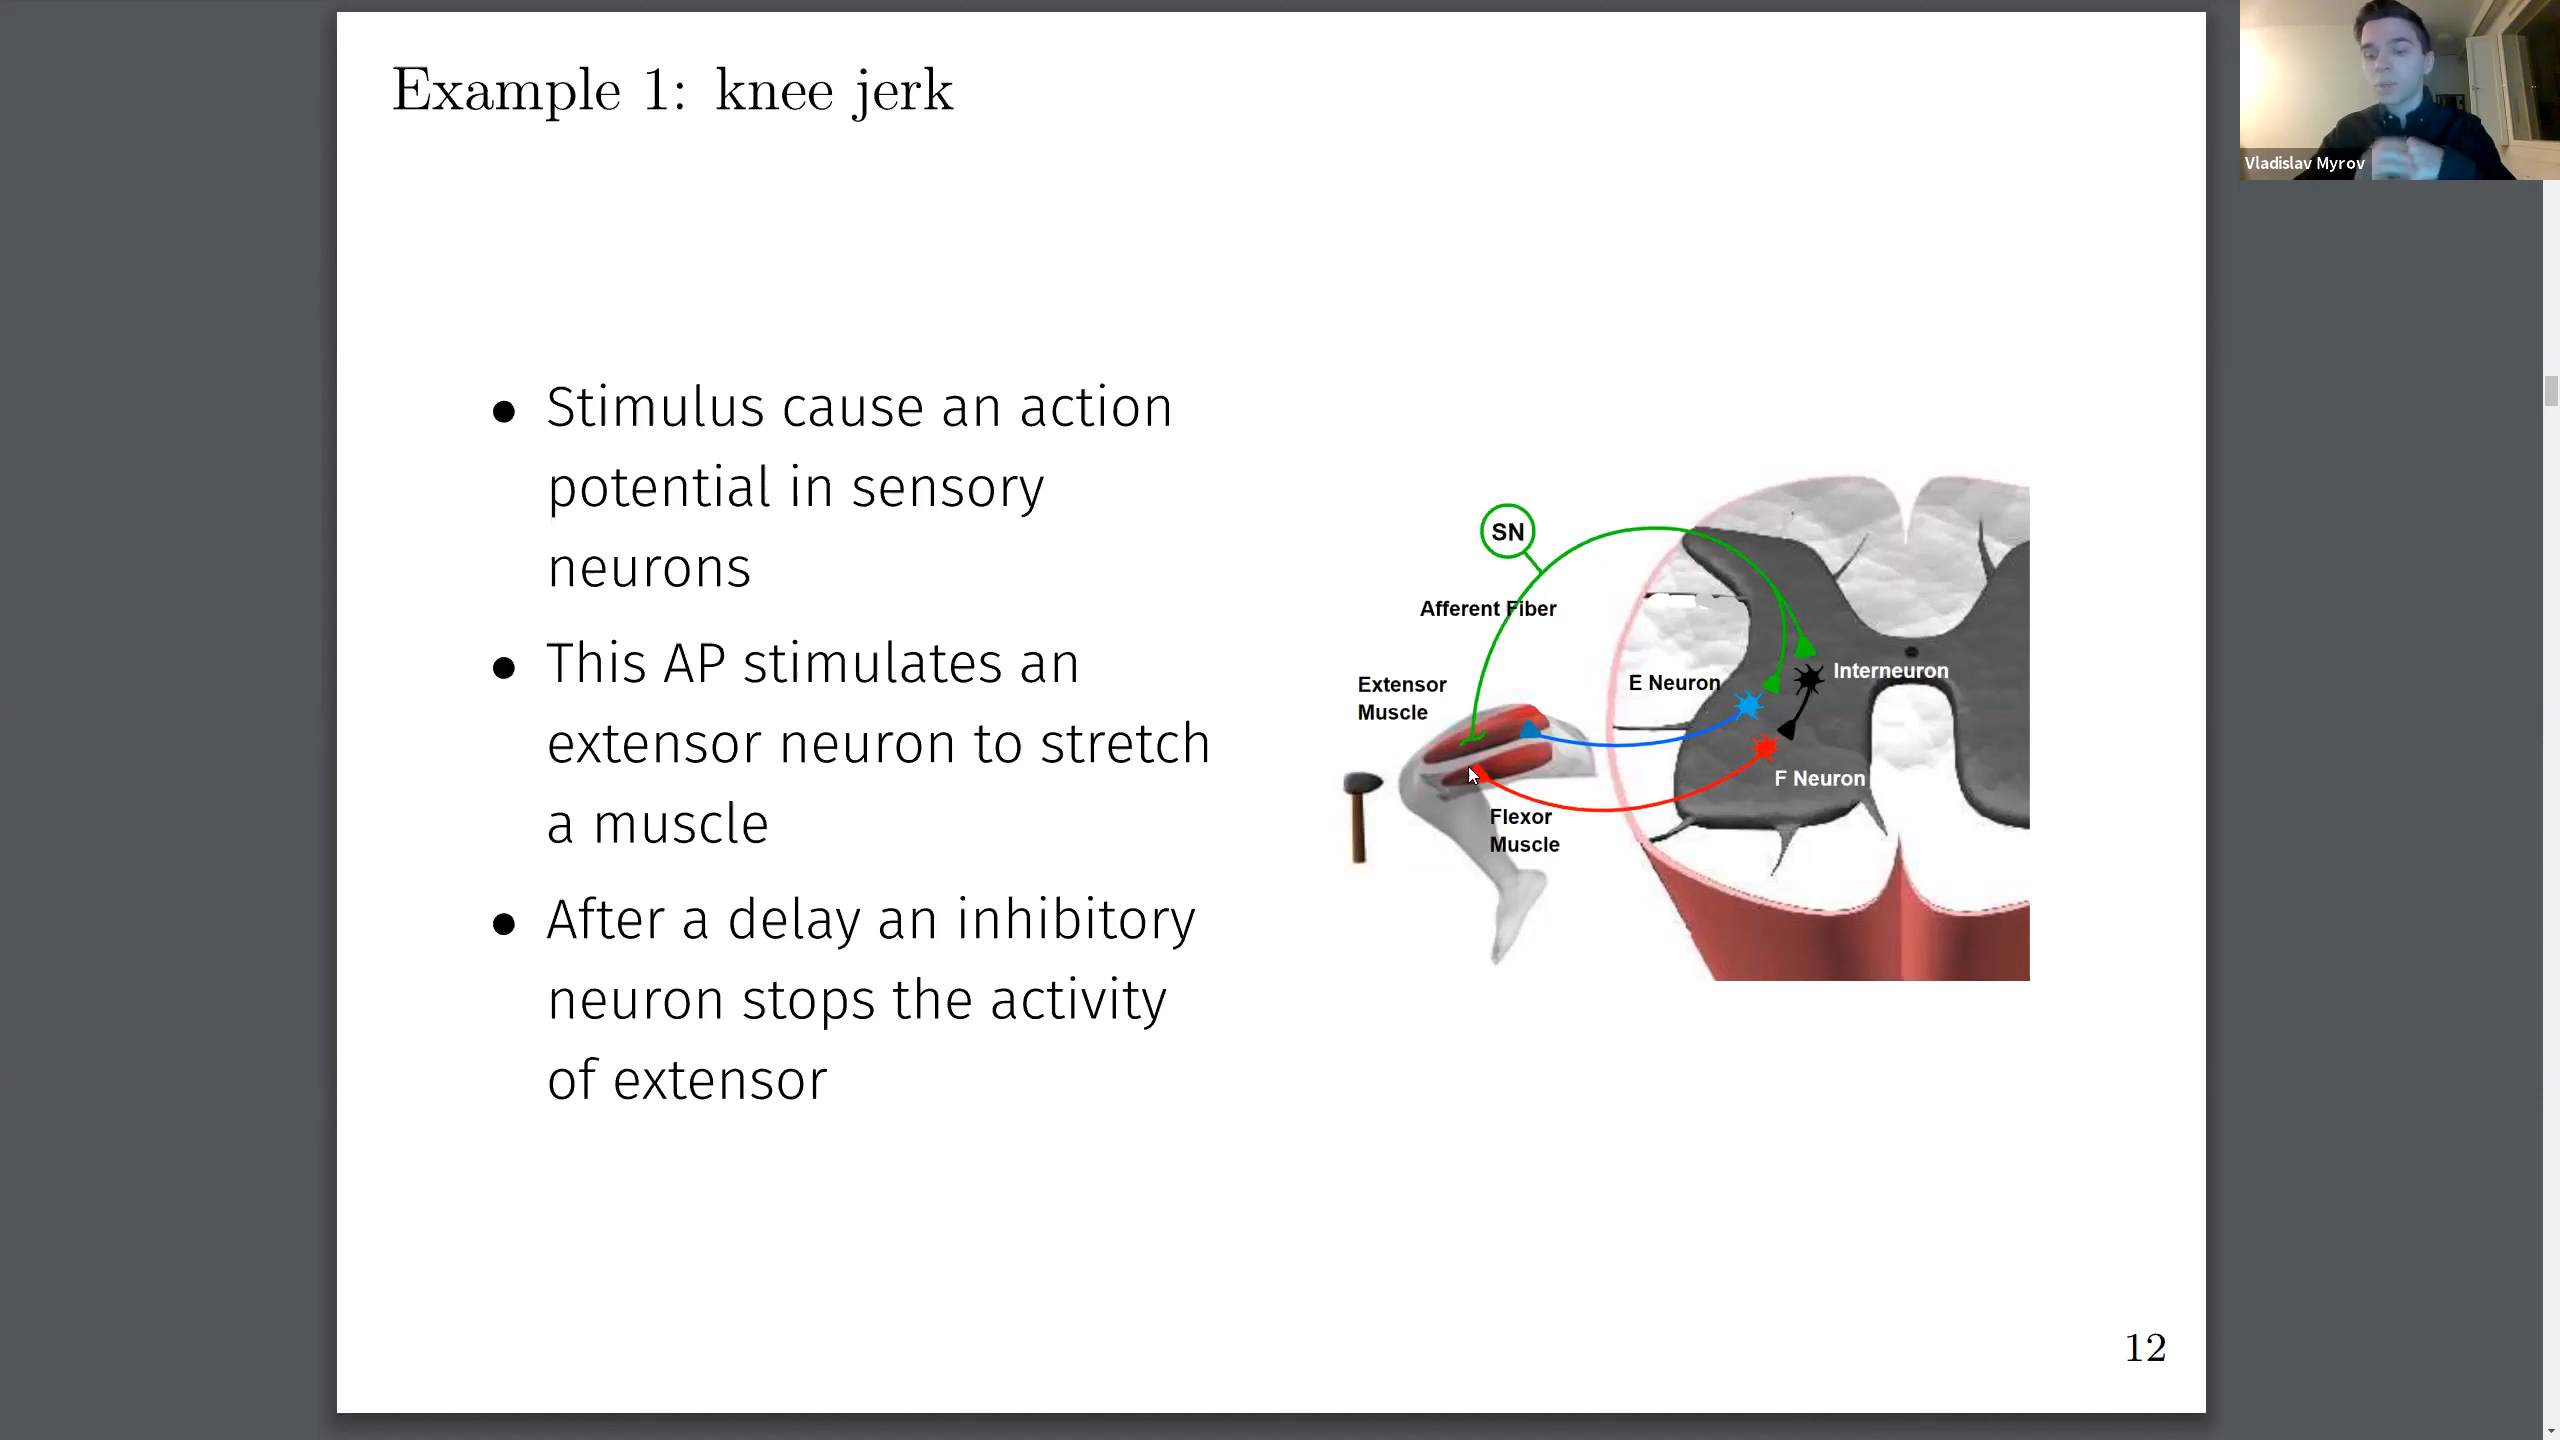 Example 1: knee jerk
Vladislav Myrov
• Stimulus cause an action
potential in sensory
neurons
• This AP stimulates an
extensor neuron to stretch
a muscle
• After a delay an inhibitory
neuron stops the activity
of extensor
SN
Afferent Fiber
Extensor
Muscle
E Neuron
Interneuron
F Neuron
Flexor
Muscle
12